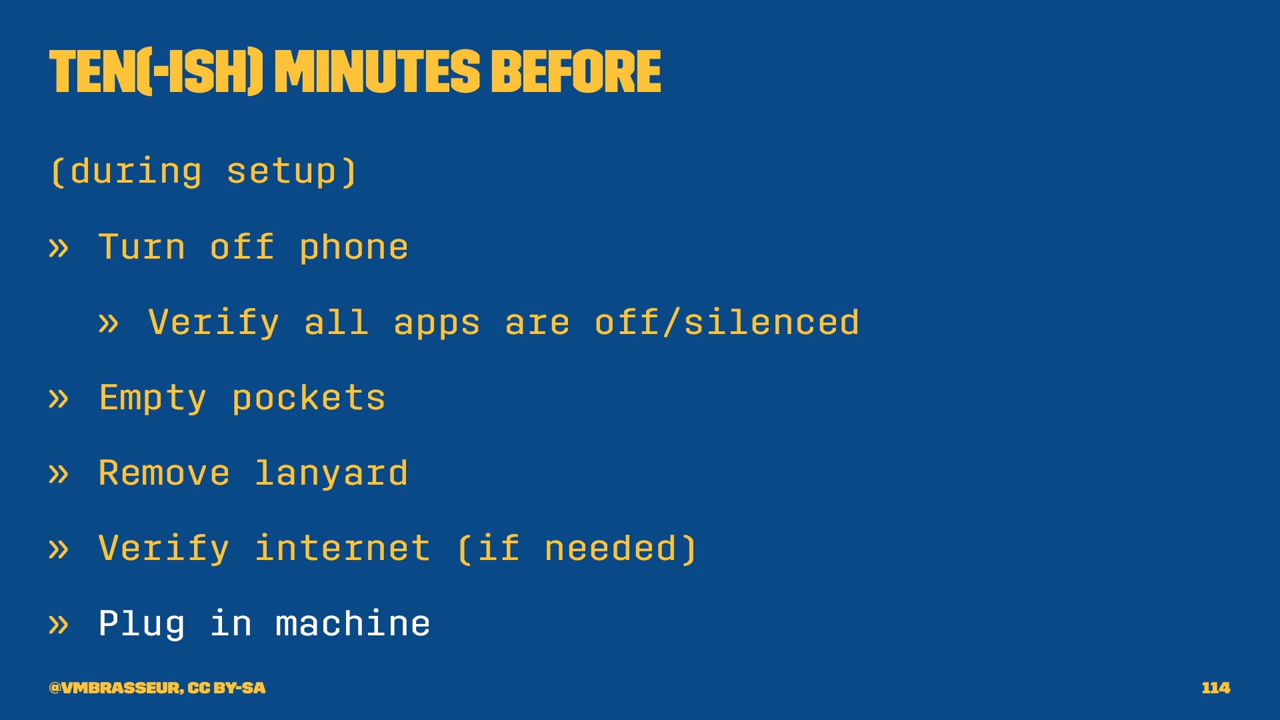 TEN(-ISH) MINUTES BEFORE
(during setup)
» Turn off phone
» Verify all apps are off/silenced
» Empty pockets
» Remove lanyard
» Verify internet (if needed)
» Plug in machine
@VMBRASSEUR, CC BY-SA
114